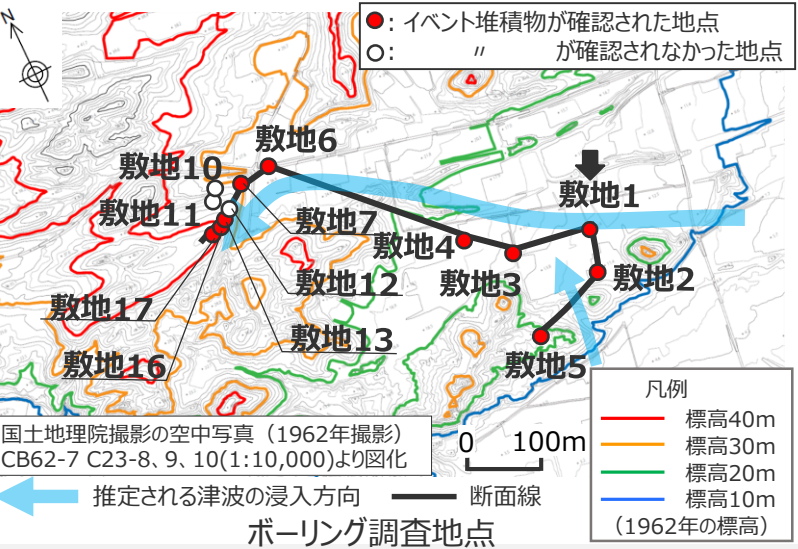 N
●：イベント堆積物が確認された地点
○： 〃 が確認されなかった地点
敷地6
敷地10
敷地1
敷地11
敷地7
敷地4
敷地3
敷地2
敷地12
敷地17
敷地13
敷地16
敷地5
凡例
標高40m
標高30m
標高20m
標高10m
(1962年の標高)
国土地理院撮影の空中写真（1962年撮影）
CB62-7 C23-8、9、10(1:10,000)より図化
0 100m
推定される津波の浸入方向 断面線
ボーリング調査地点